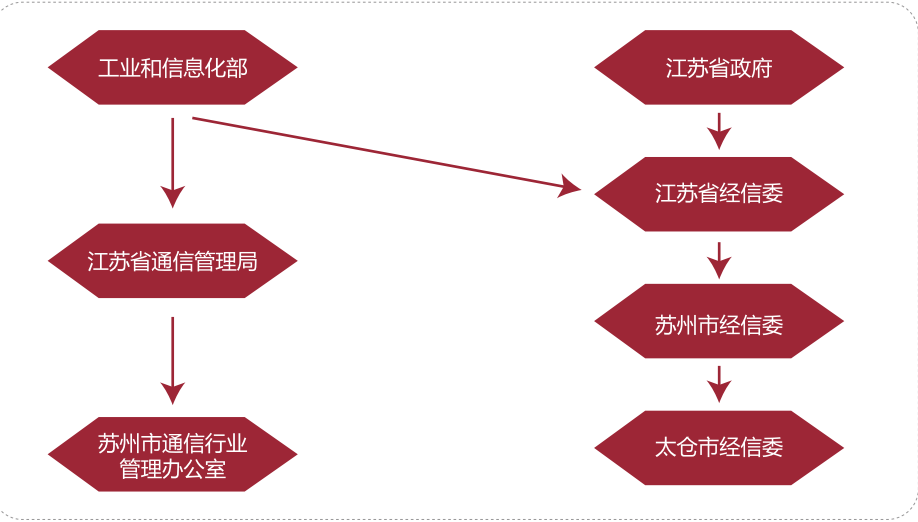 工业和信息化部
江苏省通信管理局
苏州市通信行业
管理办公室
江苏省政府
江苏省经信委
苏州市经信委
太仓市经信委